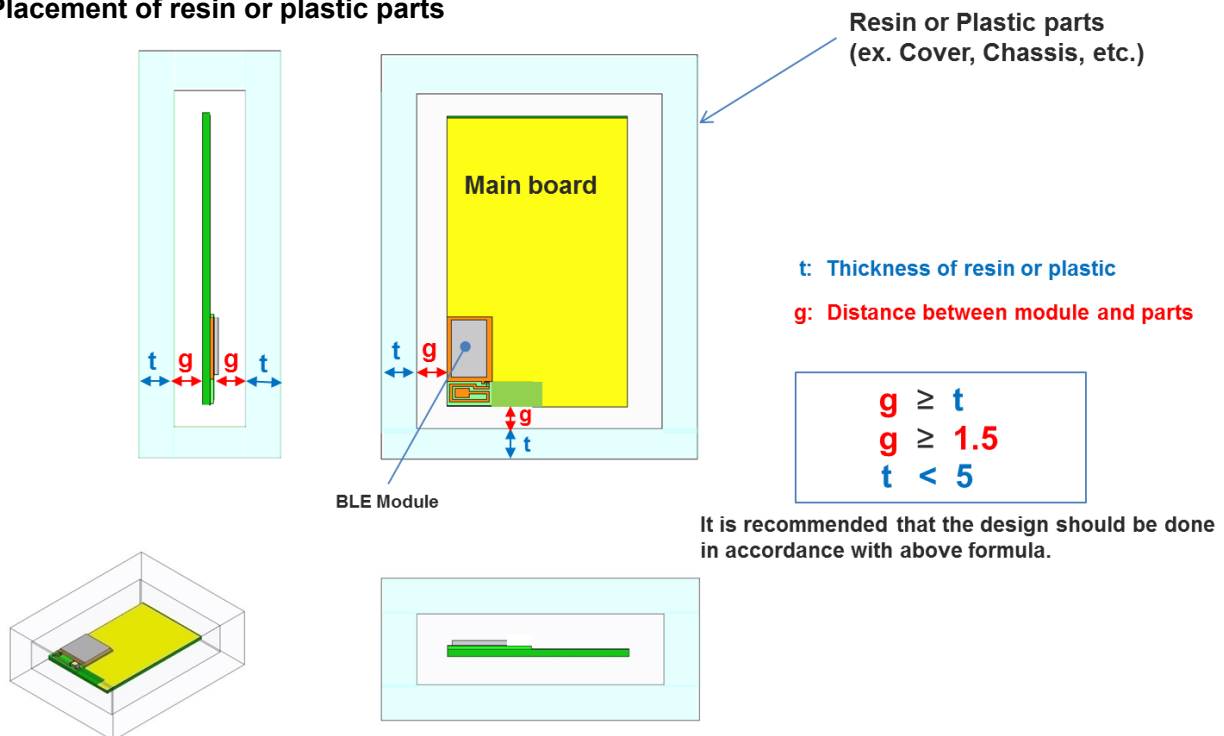 Placement of resin or plastic parts
Resin or Plastic parts
(ex. Cover, Chassis, etc.)
Main board
t: Thickness of resin or plastic
g: Distance between module and parts
t g g t
t g
g
t
g ≥ t
g ≥ 1.5
t < 5
BLE Module
It is recommended that the design should be done
in accordance with above formula.